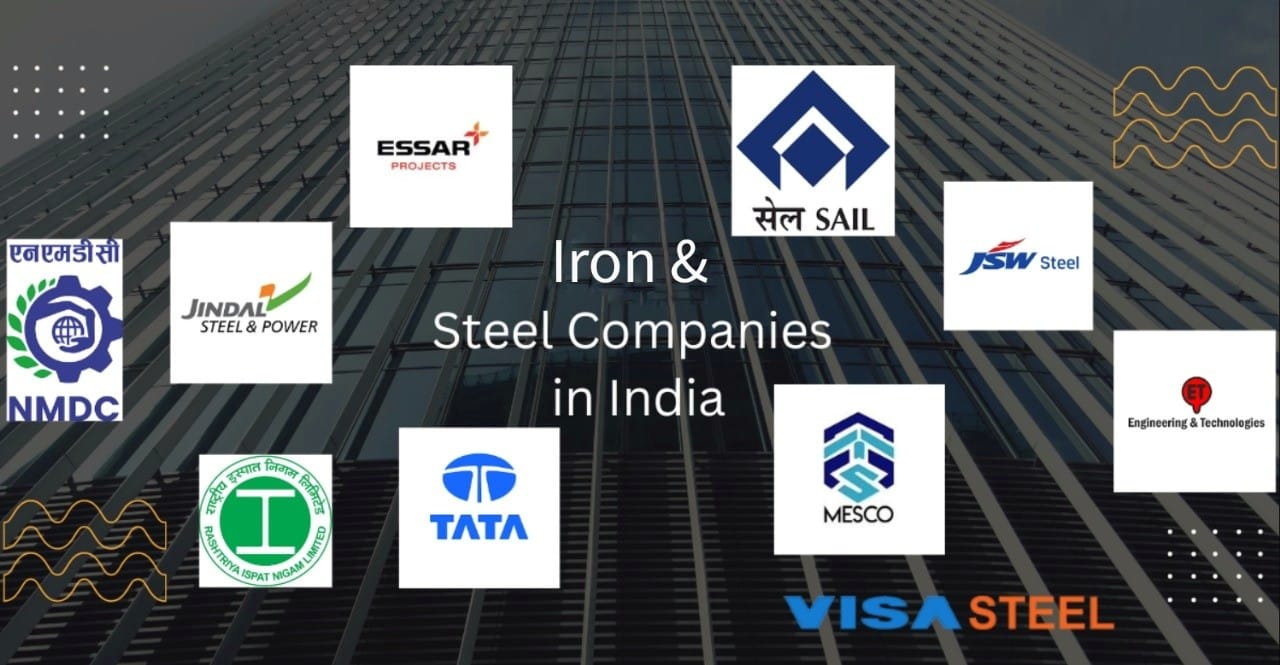 ESSAR
PROJECTS
सेल SAIL
JSW Steel
एनएमडीसी
NMDC
JINDAL
STEEL & POWER
Iron &
Steel Companies
in India
ET
Engineering & Technologies
राष्ट्रीय इस्पात निगम लिमिटेड
RASHTRIYA ISPAT NIGAM LIMITED
TATA
MESCO
VISA STEEL